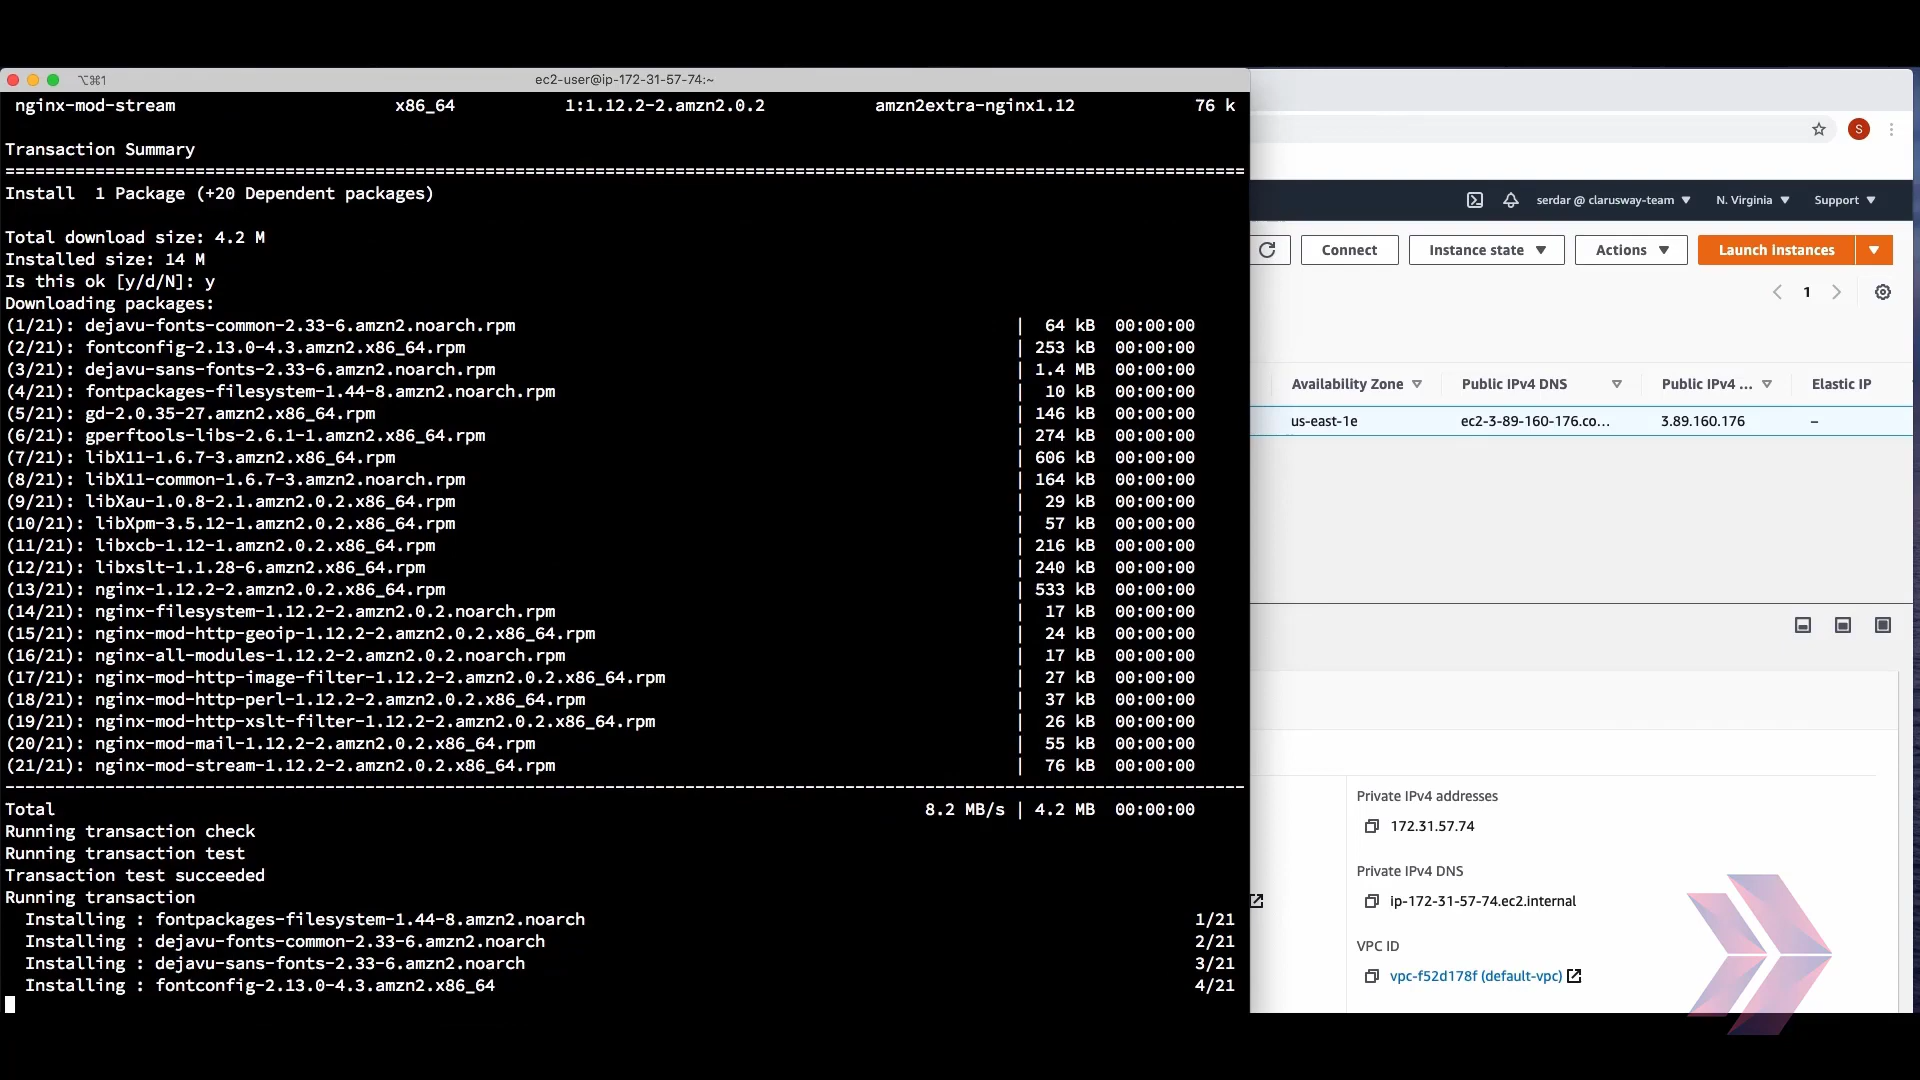 ⌥⌘1
ec2-user@ip-172-31-57-74:~
nginx-mod-stream x86_64 1:1.12.2-2.amzn2.0.2 amzn2extra-nginx1.12 76 k
Transaction Summary
================================================================================
Install 1 Package (+20 Dependent packages)
Total download size: 4.2 M
Installed size: 14 M
Is this ok [y/d/N]: y
Downloading packages:
(1/21): dejavu-fonts-common-2.33-6.amzn2.noarch.rpm | 64 kB 00:00:00
(2/21): fontconfig-2.13.0-4.3.amzn2.x86_64.rpm | 253 kB 00:00:00
(3/21): dejavu-sans-fonts-2.33-6.amzn2.noarch.rpm | 1.4 MB 00:00:00
(4/21): fontpackages-filesystem-1.44-8.amzn2.noarch.rpm | 10 kB 00:00:00
(5/21): gd-2.0.35-27.amzn2.x86_64.rpm | 146 kB 00:00:00
(6/21): gperftools-libs-2.6.1-1.amzn2.x86_64.rpm | 274 kB 00:00:00
(7/21): libX11-1.6.7-3.amzn2.x86_64.rpm | 606 kB 00:00:00
(8/21): libX11-common-1.6.7-3.amzn2.noarch.rpm | 164 kB 00:00:00
(9/21): libXau-1.0.8-2.1.amzn2.0.2.x86_64.rpm | 29 kB 00:00:00
(10/21): libXpm-3.5.12-1.amzn2.0.2.x86_64.rpm | 57 kB 00:00:00
(11/21): libxcb-1.12-1.amzn2.0.2.x86_64.rpm | 216 kB 00:00:00
(12/21): libxslt-1.1.28-6.amzn2.x86_64.rpm | 240 kB 00:00:00
(13/21): nginx-1.12.2-2.amzn2.0.2.x86_64.rpm | 533 kB 00:00:00
(14/21): nginx-filesystem-1.12.2-2.amzn2.0.2.noarch.rpm | 17 kB 00:00:00
(15/21): nginx-mod-http-geoip-1.12.2-2.amzn2.0.2.x86_64.rpm | 24 kB 00:00:00
(16/21): nginx-all-modules-1.12.2-2.amzn2.0.2.noarch.rpm | 17 kB 00:00:00
(17/21): nginx-mod-http-image-filter-1.12.2-2.amzn2.0.2.x86_64.rpm | 27 kB 00:00:00
(18/21): nginx-mod-http-perl-1.12.2-2.amzn2.0.2.x86_64.rpm | 37 kB 00:00:00
(19/21): nginx-mod-http-xslt-filter-1.12.2-2.amzn2.0.2.x86_64.rpm | 26 kB 00:00:00
(20/21): nginx-mod-mail-1.12.2-2.amzn2.0.2.x86_64.rpm | 55 kB 00:00:00
(21/21): nginx-mod-stream-1.12.2-2.amzn2.0.2.x86_64.rpm | 76 kB 00:00:00
--------------------------------------------------------------------------------
Total 8.2 MB/s | 4.2 MB 00:00:00
Running transaction check
Running transaction test
Transaction test succeeded
Running transaction
Installing : fontpackages-filesystem-1.44-8.amzn2.noarch 1/21
Installing : dejavu-fonts-common-2.33-6.amzn2.noarch 2/21
Installing : dejavu-sans-fonts-2.33-6.amzn2.noarch 3/21
Installing : fontconfig-2.13.0-4.3.amzn2.x86_64 4/21
S
serdar @ clarusway-team N. Virginia Support
Connect Instance state Actions Launch instances
1
Availability Zone Public IPv4 DNS Public IPv4 ... Elastic IP
us-east-1e ec2-3-89-160-176.co... 3.89.160.176 –
Private IPv4 addresses
172.31.57.74
Private IPv4 DNS
ip-172-31-57-74.ec2.internal
VPC ID
vpc-f52d178f (default-vpc)